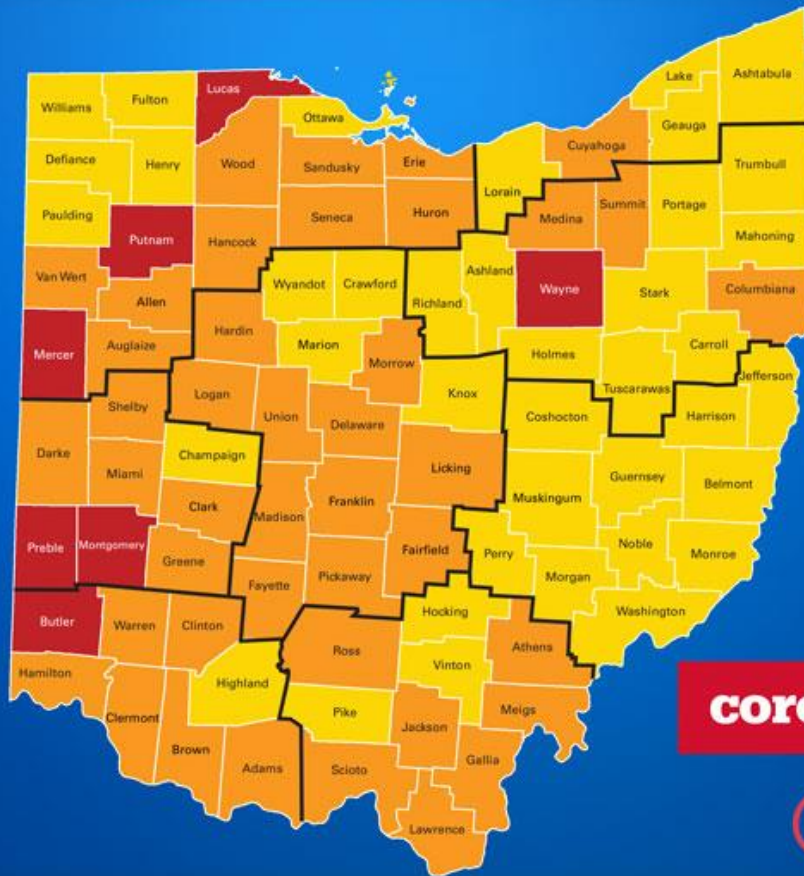 Williams
Fulton
Lucas
Ottawa
Lake
Ashtabula
Geauga
Defiance
Henry
Wood
Sandusky
Erie
Cuyahoga
Trumbull
Lorain
Paulding
Putnam
Hancock
Seneca
Huron
Medina
Summit
Portage
Mahoning
Van Wert
Allen
Wyandot
Crawford
Richland
Ashland
Wayne
Stark
Columbiana
Mercer
Auglaize
Hardin
Marion
Morrow
Holmes
Carroll
Jefferson
Tuscarawas
Shelby
Logan
Union
Delaware
Knox
Coshocton
Harrison
Darke
Miami
Champaign
Licking
Muskingum
Guernsey
Belmont
Clark
Madison
Franklin
Preble
Montgomery
Greene
Fayette
Pickaway
Fairfield
Perry
Noble
Monroe
Morgan
Washington
Butler
Warren
Clinton
Hocking
Ross
Athens
Vinton
Hamilton
Highland
Clermont
Pike
Jackson
Meigs
Brown
Adams
Scioto
Gallia
Lawrence